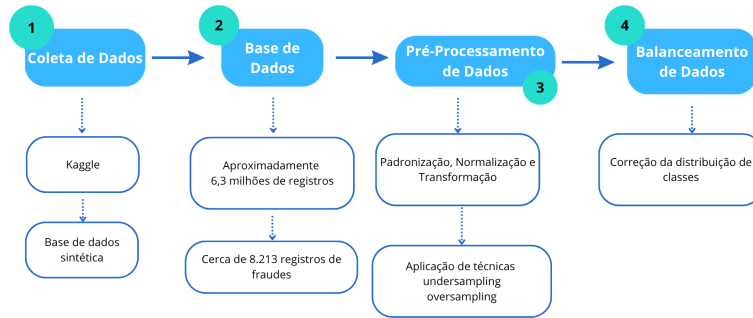 1
Coleta de Dados
Kaggle
Base de dados
sintética
2
Base de
Dados
Aproximadamente
6,3 milhões de registros
Cerca de 8.213 registros de
fraudes
Pré-Processamento
de Dados
3
Padronização, Normalização e
Transformação
Aplicação de técnicas
undersampling
oversampling
4
Balanceamento
de Dados
Correção da distribuição de
classes